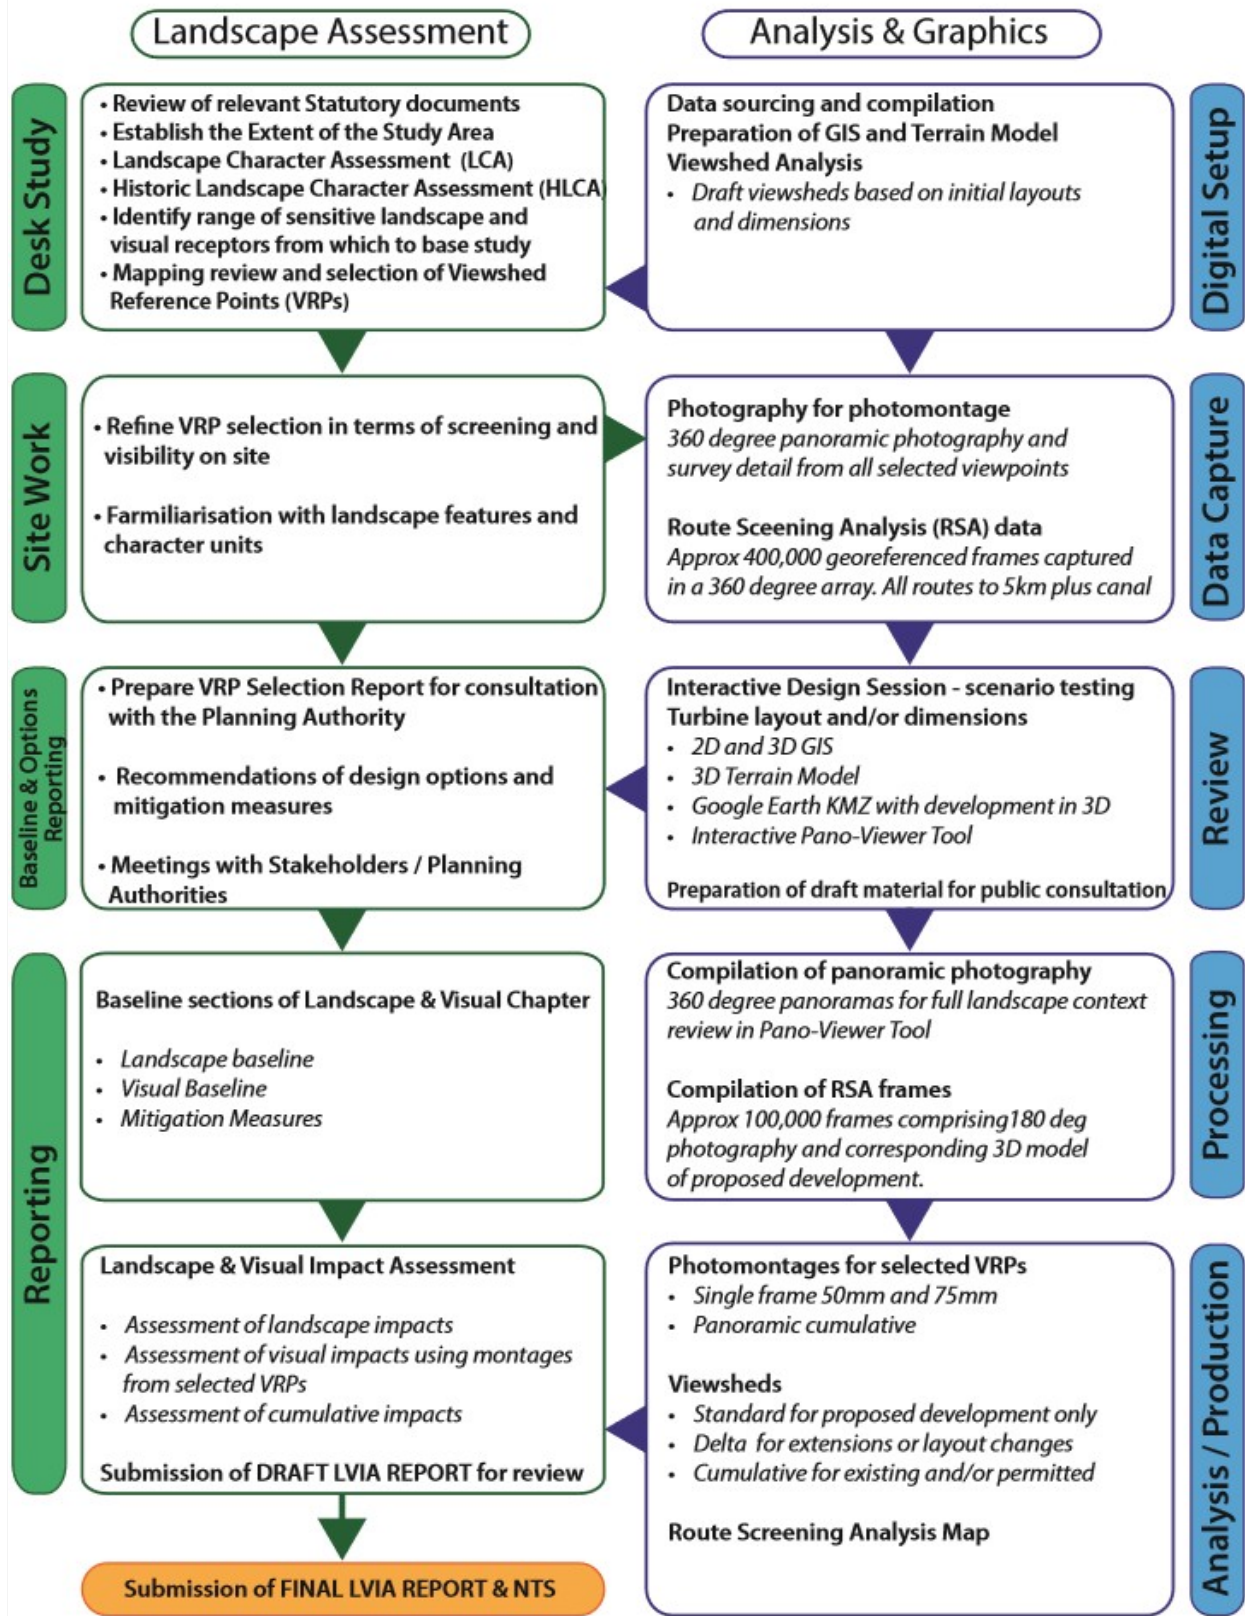 Landscape Assessment
Analysis & Graphics
Desk Study
• Review of relevant Statutory documents
• Establish the Extent of the Study Area
• Landscape Character Assessment (LCA)
• Historic Landscape Character Assessment (HLCA)
• Identify range of sensitive landscape and
visual receptors from which to base study
• Mapping review and selection of Viewshed
Reference Points (VRPs)
Data sourcing and compilation
Preparation of GIS and Terrain Model
Viewshed Analysis
• Draft viewsheds based on initial layouts
and dimensions
Digital Setup
Site Work
• Refine VRP selection in terms of screening and
visibility on site
• Farmiliarisation with landscape features and
character units
Photography for photomontage
360 degree panoramic photography and
survey detail from all selected viewpoints
Route Sceening Analysis (RSA) data
Approx 400,000 georeferenced frames captured
in a 360 degree array. All routes to 5km plus canal
Data Capture
Baseline & Options
Reporting
• Prepare VRP Selection Report for consultation
with the Planning Authority
• Recommendations of design options and
mitigation measures
• Meetings with Stakeholders / Planning
Authorities
Interactive Design Session - scenario testing
Turbine layout and/or dimensions
• 2D and 3D GIS
• 3D Terrain Model
• Google Earth KMZ with development in 3D
• Interactive Pano-Viewer Tool
Preparation of draft material for public consultation
Review
Reporting
Baseline sections of Landscape & Visual Chapter
• Landscape baseline
• Visual Baseline
• Mitigation Measures
Compilation of panoramic photography
360 degree panoramas for full landscape context
review in Pano-Viewer Tool
Compilation of RSA frames
Approx 100,000 frames comprising180 deg
photography and corresponding 3D model
of proposed development.
Processing
Landscape & Visual Impact Assessment
• Assessment of landscape impacts
• Assessment of visual impacts using montages
from selected VRPs
• Assessment of cumulative impacts
Submission of DRAFT LVIA REPORT for review
Photomontages for selected VRPs
• Single frame 50mm and 75mm
• Panoramic cumulative
Viewsheds
• Standard for proposed development only
• Delta for extensions or layout changes
• Cumulative for existing and/or permitted
Route Screening Analysis Map
Analysis / Production
Submission of FINAL LVIA REPORT & NTS